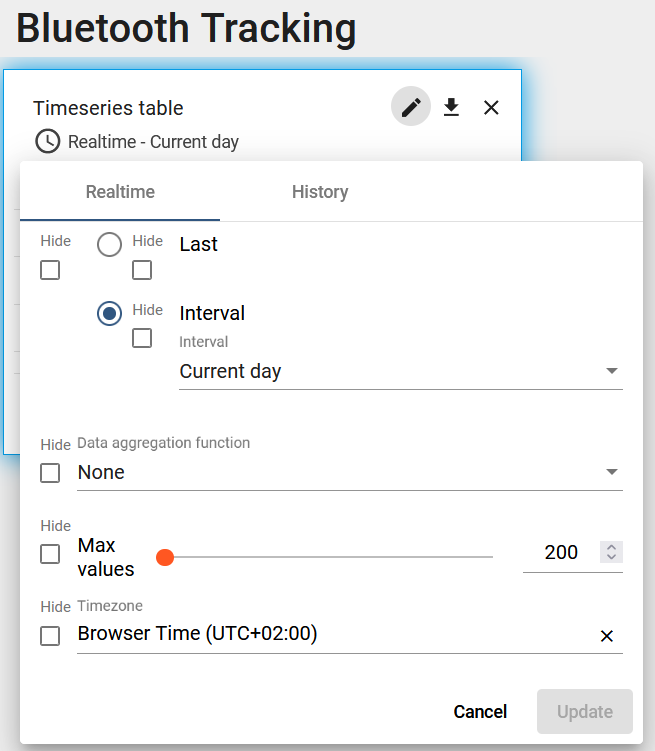 Bluetooth Tracking
Timeseries table
Realtime - Current day
Realtime History
Hide Hide Last
Hide Interval
Interval
Current day
Hide Data aggregation function
None
Hide
Max
values 200
Hide Timezone
Browser Time (UTC+02:00)
Cancel Update